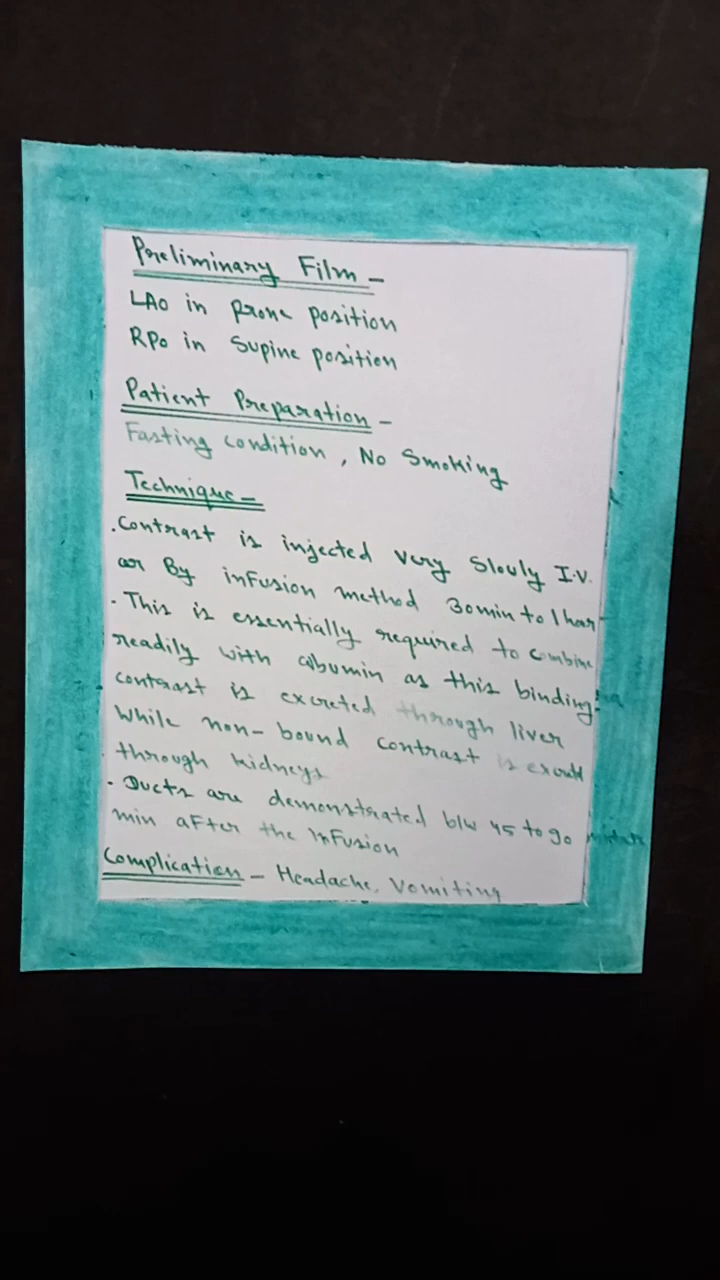 Preliminary Film -
LAO in prone position
RPO in Supine position
Patient Preparation -
Fasting condition, No Smoking
Technique -
. Contrast is injected very Slowly I.V.
or By inFusion method 30min to 1 hor
. This is essentially required to combine
readily with albumin as this binding
contrast is excreted through liver
While non-bound contrast is
through kidneys
. Ducts are demonstrated b/w 45 to 90
min aFter the InFusion
Complication - Headache, Vomiting